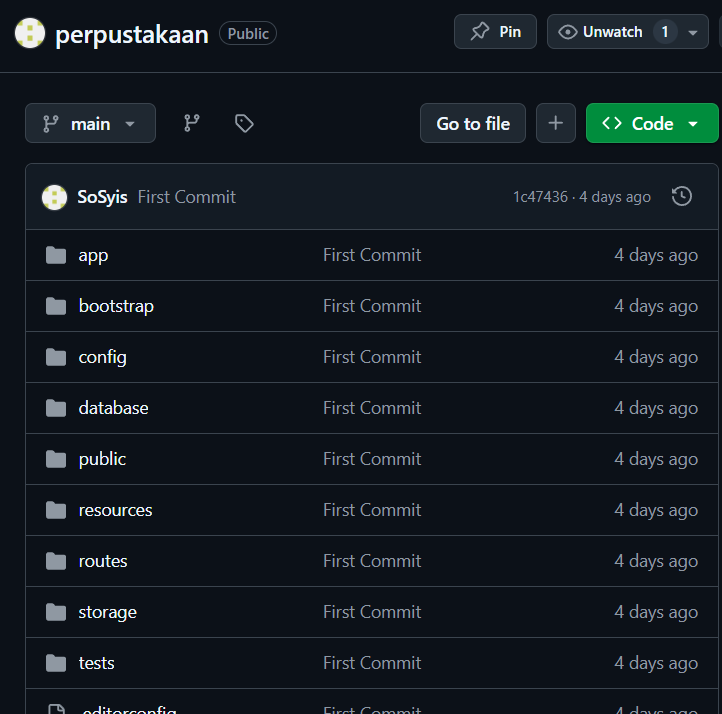 perpustakaan Public Pin Unwatch 1
main Go to file Code
SoSyis First Commit 1c47436 · 4 days ago
app First Commit 4 days ago
bootstrap First Commit 4 days ago
config First Commit 4 days ago
database First Commit 4 days ago
public First Commit 4 days ago
resources First Commit 4 days ago
routes First Commit 4 days ago
storage First Commit 4 days ago
tests First Commit 4 days ago
.editorconfig First Commit 4 days ago